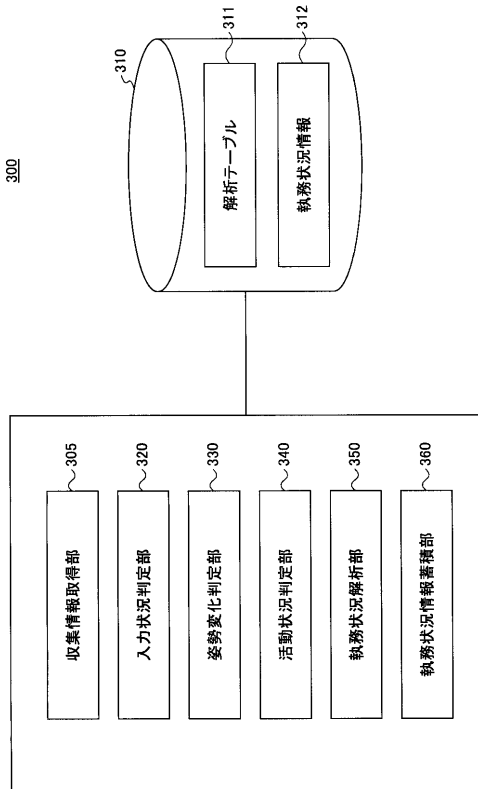 300
収集情報取得部
305
入力状況判定部
320
姿勢変化判定部
330
活動状況判定部
340
執務状況解析部
350
執務状況情報蓄積部
360
310
解析テーブル
311
執務状況情報
312